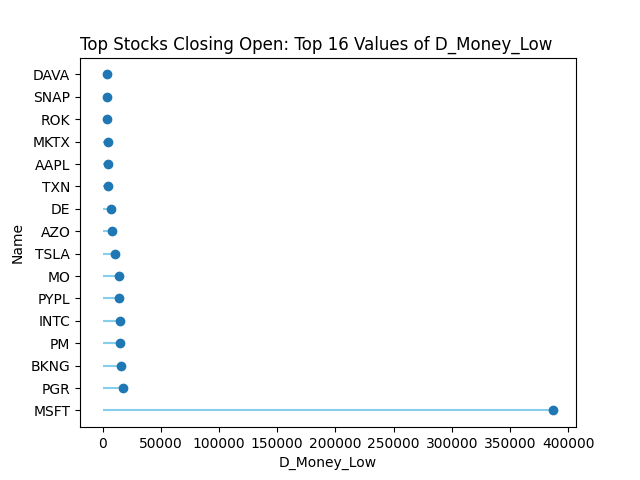 Top Stocks Closing Open: Top 16 Values of D_Money_Low
DAVA
SNAP
ROK
MKTX
AAPL
TXN
DE
AZO
TSLA
MO
PYPL
INTC
PM
BKNG
PGR
MSFT
Name
0 50000 100000 150000 200000 250000 300000 350000 400000
D_Money_Low